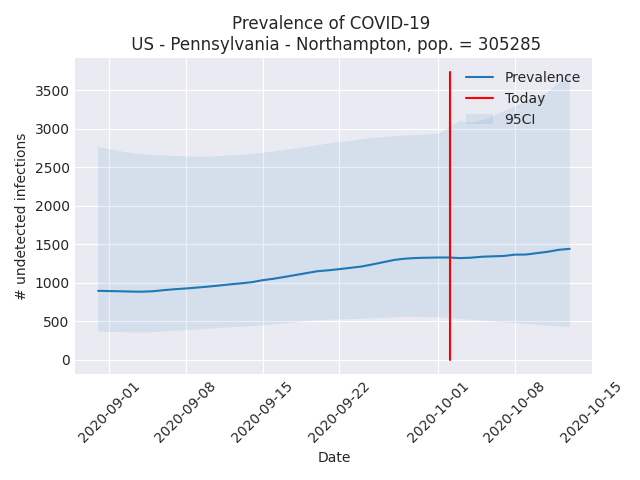 Prevalence of COVID-19
US - Pennsylvania - Northampton, pop. = 305285
Prevalence
Today
95CI
3500
3000
2500
2000
1500
1000
500
0
# undetected infections
2020-09-01
2020-09-08
2020-09-15
2020-09-22
2020-10-01
2020-10-08
2020-10-15
Date